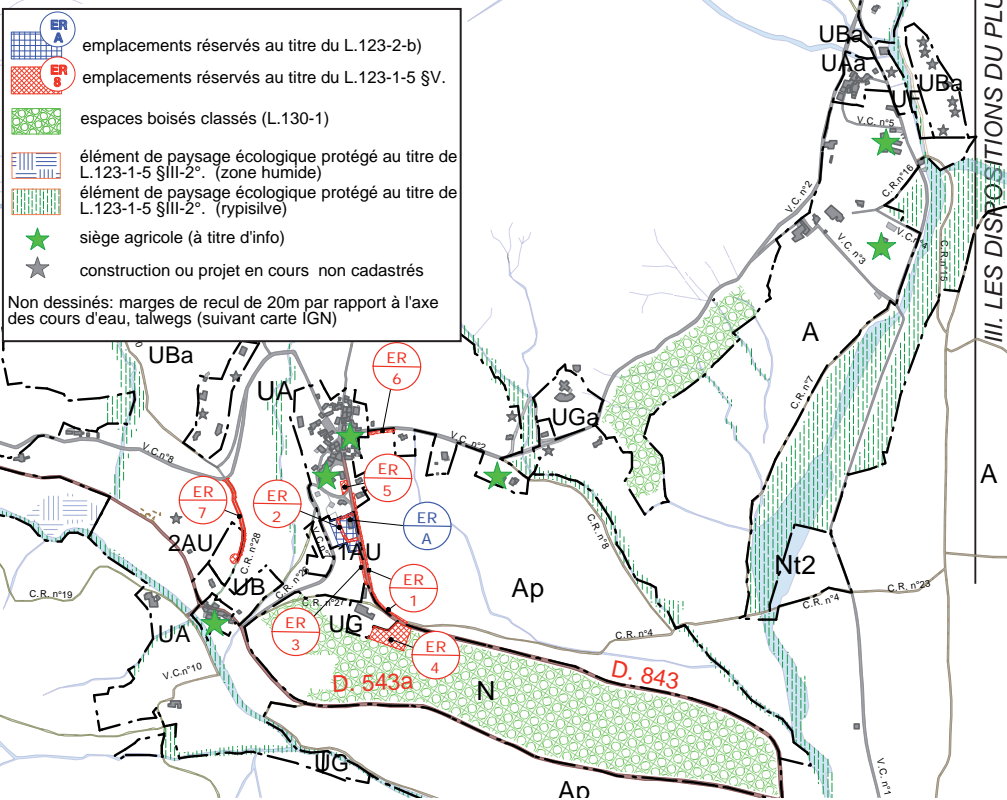 ER
A
emplacements réservés au titre du L.123-2-b)
ER
8
emplacements réservés au titre du L.123-1-5 §V.
espaces boisés classés (L.130-1)
élément de paysage écologique protégé au titre de
L.123-1-5 §III-2°. (zone humide)
élément de paysage écologique protégé au titre de
L.123-1-5 §III-2°. (rypisilve)
siège agricole (à titre d'info)
construction ou projet en cours non cadastrés
Non dessinés: marges de recul de 20m par rapport à l'axe
des cours d'eau, talwegs (suivant carte IGN)
III. LES DISPOSITIONS DU PLU
UBa
UAa
UBa
UF
V.C. n°5
C.R. n°16
V.C. n°2
V.C. n°4
V.C. n°3
C.R. n°15
A
C.R. n°7
A
UBa
UA
ER
6
UGa
V.C. n°2
V.C. n°8
ER
5
ER
7
ER
2
ER
A
2AU
1AU
C.R. n°28
C.R. n°8
UB
Nt2
Ap
C.R. n°23
C.R. n°19
C.R. n°4
C.R. n°27
ER
1
UA
UG
ER
3
ER
4
C.R. n°4
V.C. n°10
D. 543a
N
D. 843
UG
Ap
V.C. n°1